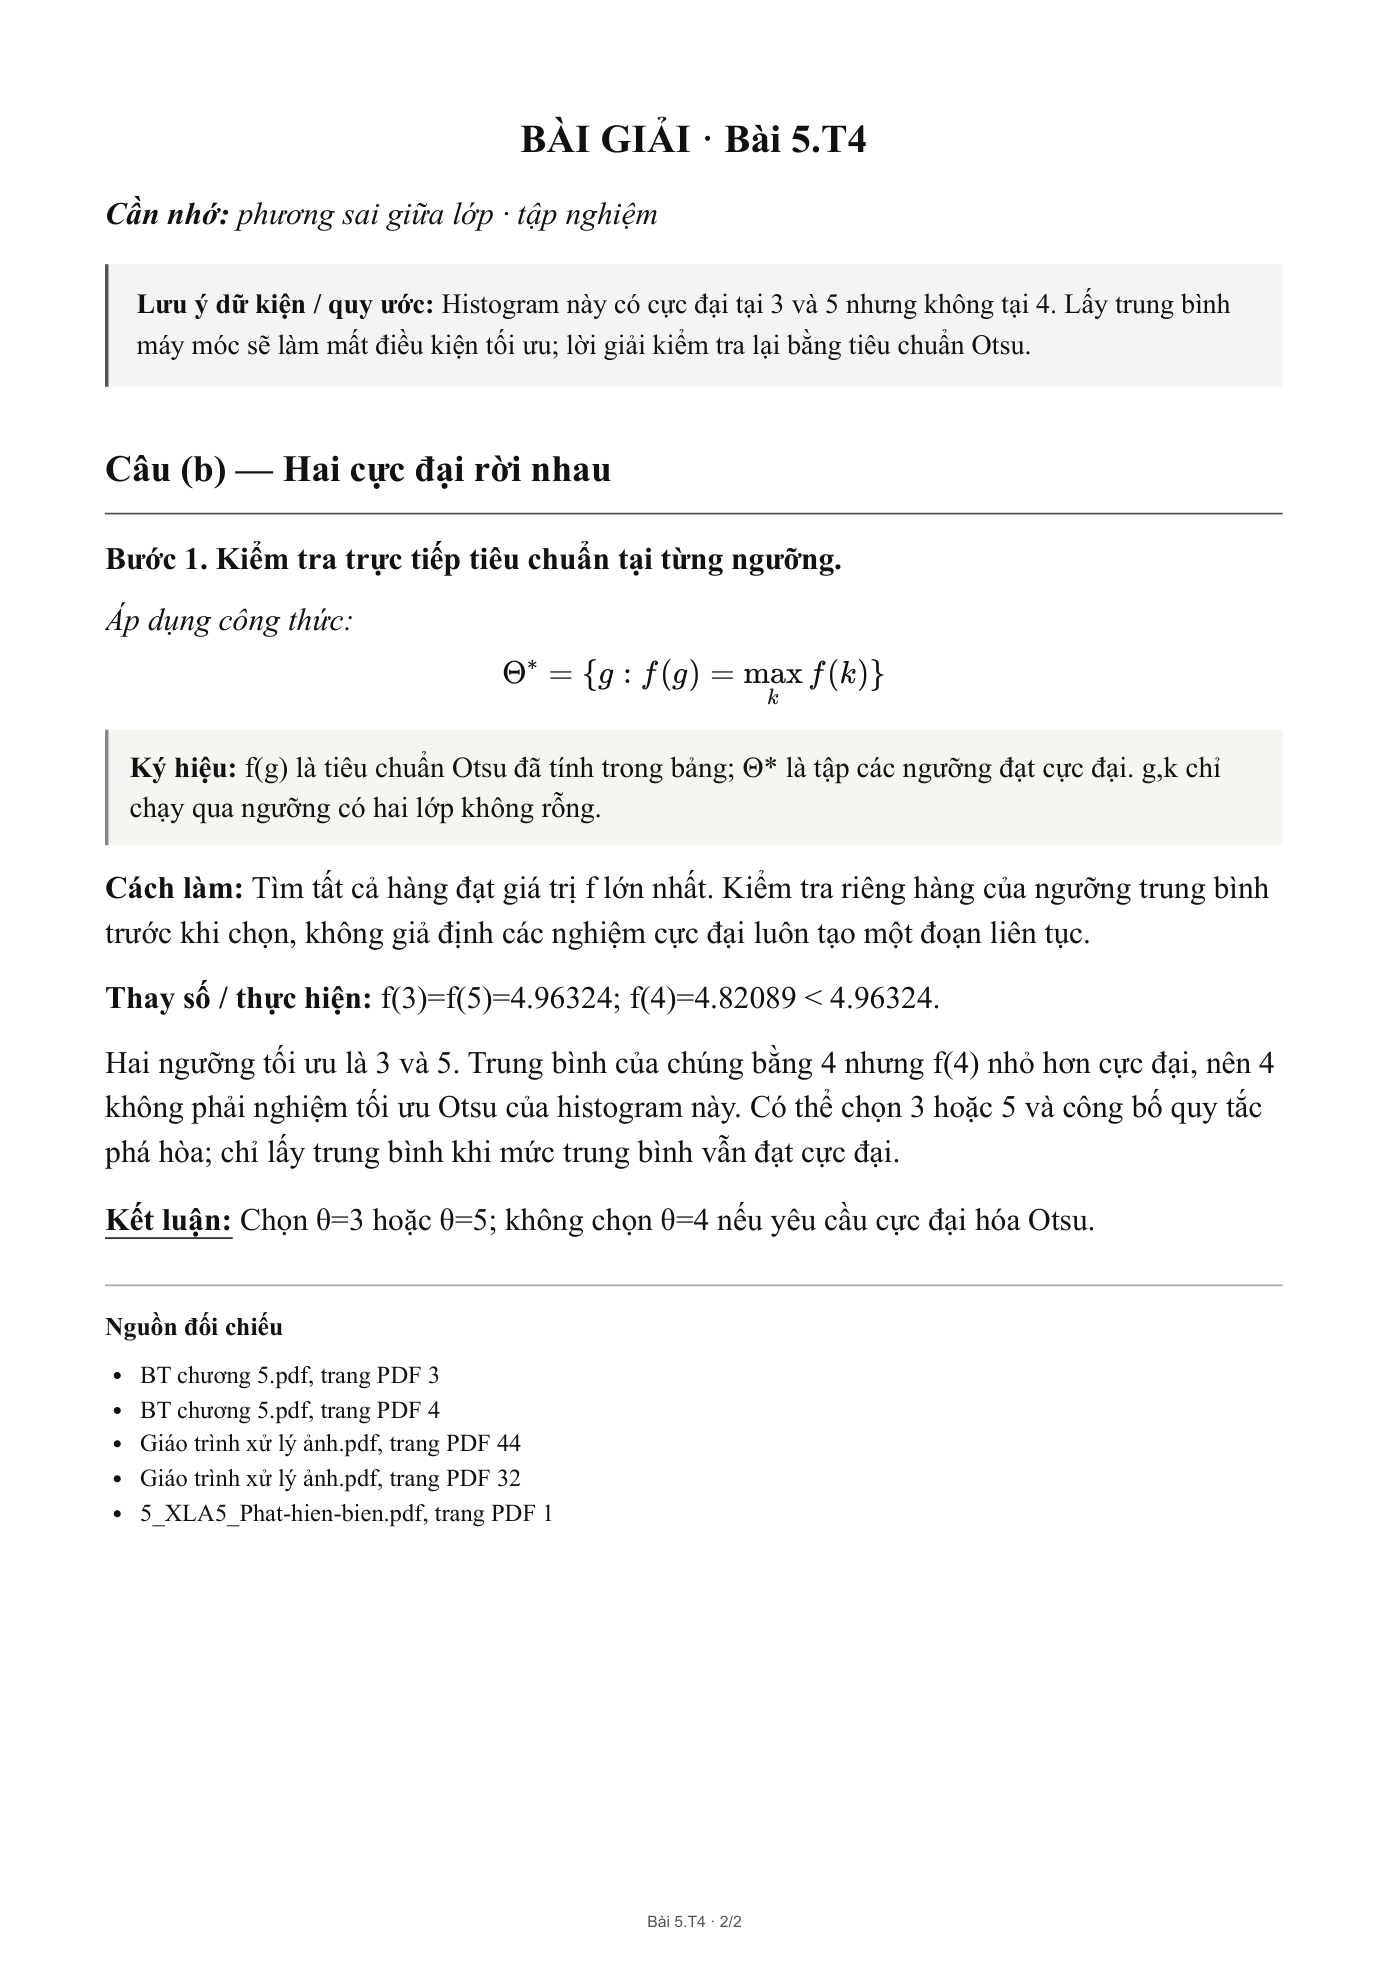 BÀI GIẢI · Bài 5.T4
Cần nhớ: phương sai giữa lớp · tập nghiệm
Lưu ý dữ kiện / quy ước: Histogram này có cực đại tại 3 và 5 nhưng không tại 4. Lấy trung bình
máy móc sẽ làm mất điều kiện tối ưu; lời giải kiểm tra lại bằng tiêu chuẩn Otsu.
Câu (b) — Hai cực đại rời nhau
Bước 1. Kiểm tra trực tiếp tiêu chuẩn tại từng ngưỡng.
Áp dụng công thức:
Θ* = {g : f(g) = max f(k)}
k
Ký hiệu: f(g) là tiêu chuẩn Otsu đã tính trong bảng; Θ* là tập các ngưỡng đạt cực đại. g,k chỉ
chạy qua ngưỡng có hai lớp không rỗng.
Cách làm: Tìm tất cả hàng đạt giá trị f lớn nhất. Kiểm tra riêng hàng của ngưỡng trung bình
trước khi chọn, không giả định các nghiệm cực đại luôn tạo một đoạn liên tục.
Thay số / thực hiện: f(3)=f(5)=4.96324; f(4)=4.82089 < 4.96324.
Hai ngưỡng tối ưu là 3 và 5. Trung bình của chúng bằng 4 nhưng f(4) nhỏ hơn cực đại, nên 4
không phải nghiệm tối ưu Otsu của histogram này. Có thể chọn 3 hoặc 5 và công bố quy tắc
phá hòa; chỉ lấy trung bình khi mức trung bình vẫn đạt cực đại.
Kết luận: Chọn θ=3 hoặc θ=5; không chọn θ=4 nếu yêu cầu cực đại hóa Otsu.
Nguồn đối chiếu
• BT chương 5.pdf, trang PDF 3
• BT chương 5.pdf, trang PDF 4
• Giáo trình xử lý ảnh.pdf, trang PDF 44
• Giáo trình xử lý ảnh.pdf, trang PDF 32
• 5_XLA5_Phat-hien-bien.pdf, trang PDF 1
Bài 5.T4 · 2/2